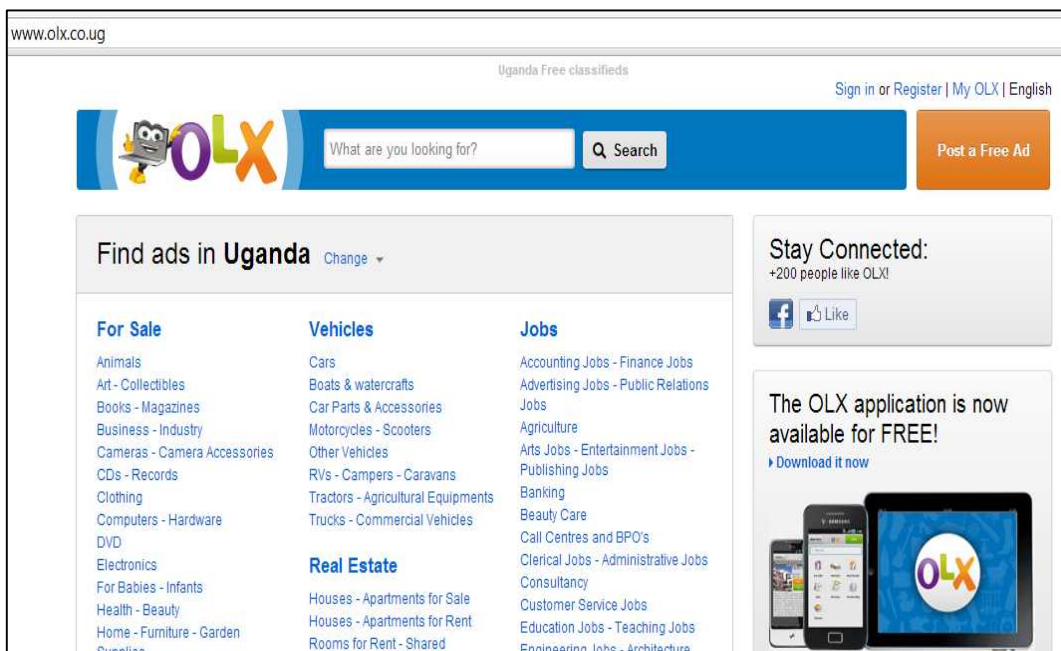 www.olx.co.ug
Uganda Free classifieds
Sign in or Register | My OLX | English
OLX
What are you looking for?
Search
Post a Free Ad
Find ads in Uganda Change
For Sale
Animals
Art - Collectibles
Books - Magazines
Business - Industry
Cameras - Camera Accessories
CDs - Records
Clothing
Computers - Hardware
DVD
Electronics
For Babies - Infants
Health - Beauty
Home - Furniture - Garden
Supplies
Vehicles
Cars
Boats & watercrafts
Car Parts & Accessories
Motorcycles - Scooters
Other Vehicles
RVs - Campers - Caravans
Tractors - Agricultural Equipments
Trucks - Commercial Vehicles
Real Estate
Houses - Apartments for Sale
Houses - Apartments for Rent
Rooms for Rent - Shared
Jobs
Accounting Jobs - Finance Jobs
Advertising Jobs - Public Relations
Jobs
Agriculture
Arts Jobs - Entertainment Jobs -
Publishing Jobs
Banking
Beauty Care
Call Centres and BPO's
Clerical Jobs - Administrative Jobs
Consultancy
Customer Service Jobs
Education Jobs - Teaching Jobs
Engineering Jobs - Architecture
Stay Connected:
+200 people like OLX!
Like
The OLX application is now
available for FREE!
Download it now
SAMSUNG
OLX